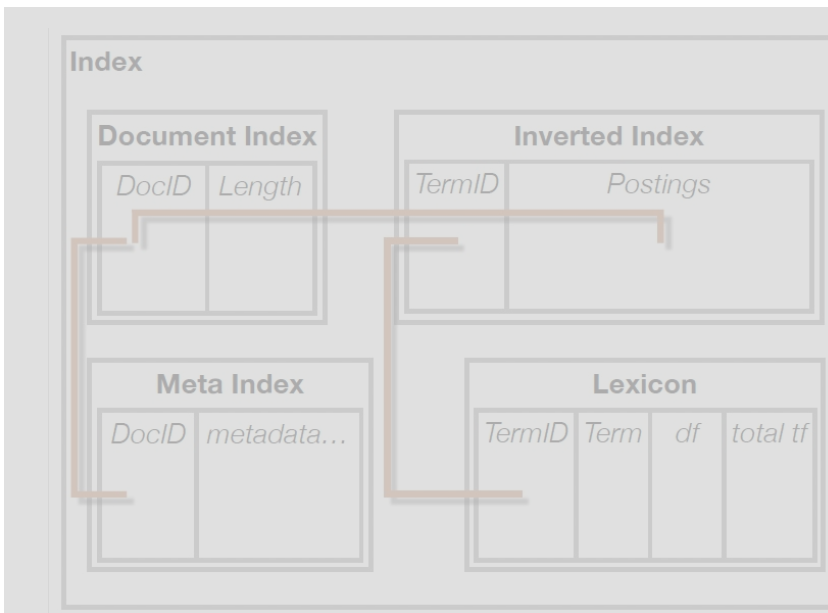 Index
Document Index
DocID Length
Inverted Index
TermID Postings
Meta Index
DocID metadata...
Lexicon
TermID Term df total tf